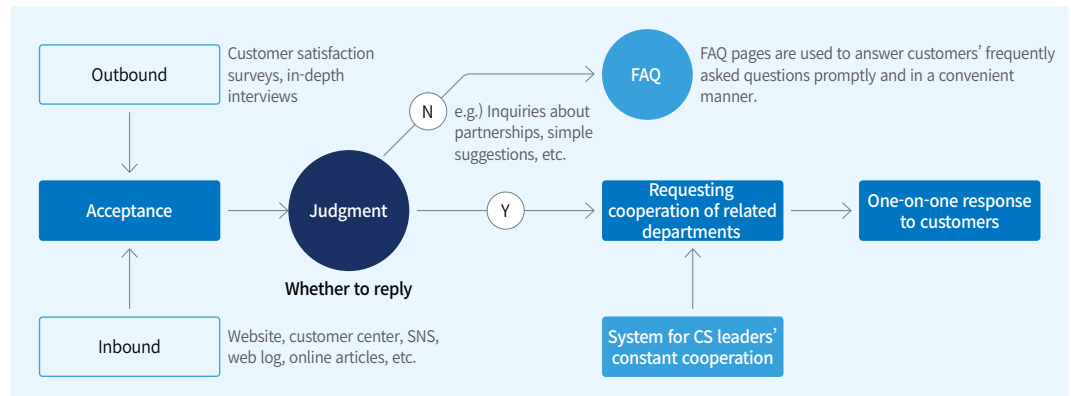 Outbound
Customer satisfaction
surveys, in-depth
interviews
N
e.g.) Inquiries about
partnerships, simple
suggestions, etc.
FAQ
FAQ pages are used to answer customers’ frequently
asked questions promptly and in a convenient
manner.
Acceptance
Judgment
Whether to reply
Y
Requesting
cooperation of related
departments
One-on-one response
to customers
Inbound
Website, customer center, SNS,
web log, online articles, etc.
System for CS leaders’
constant cooperation